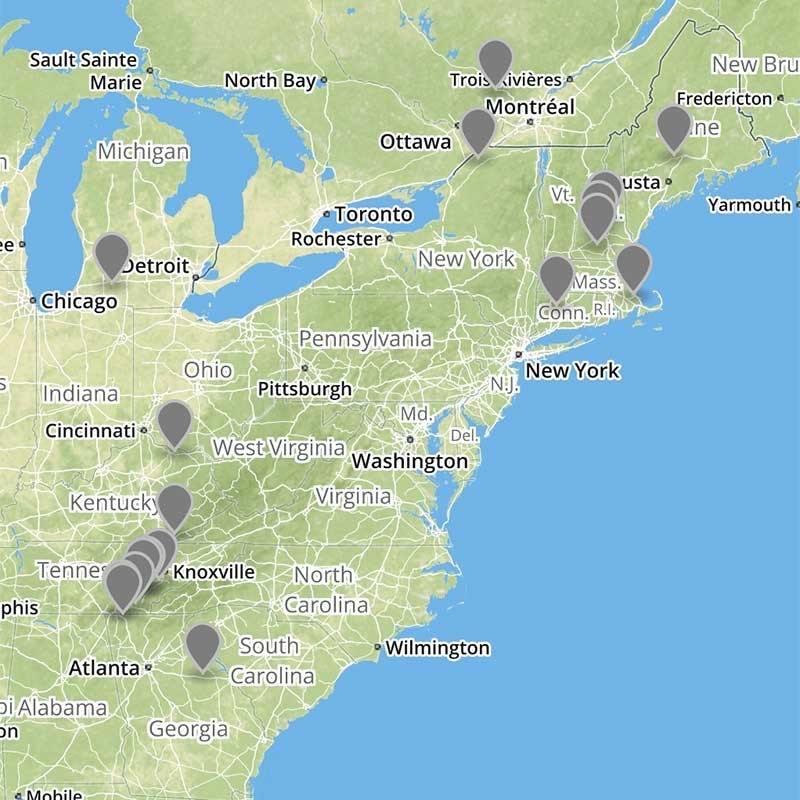 Sault Sainte
Marie
North Bay
Trois-Rivières
New Bru
Montréal
Fredericton
Ottawa
ne
Michigan
n
usta
Vt.
Yarmouth
Toronto
Rochester
ee
New York
Detroit
Mass.
Chicago
Conn.
R.I.
Pennsylvania
New York
Ohio
N.J.
Pittsburgh
Indiana
s
Md.
Cincinnati
Del.
West Virginia
Washington
Virginia
Kentucky
Tennes
Knoxville
North
Carolina
phis
South
Carolina
Wilmington
Atlanta
pi
Alabama
Georgia
on
Mobile